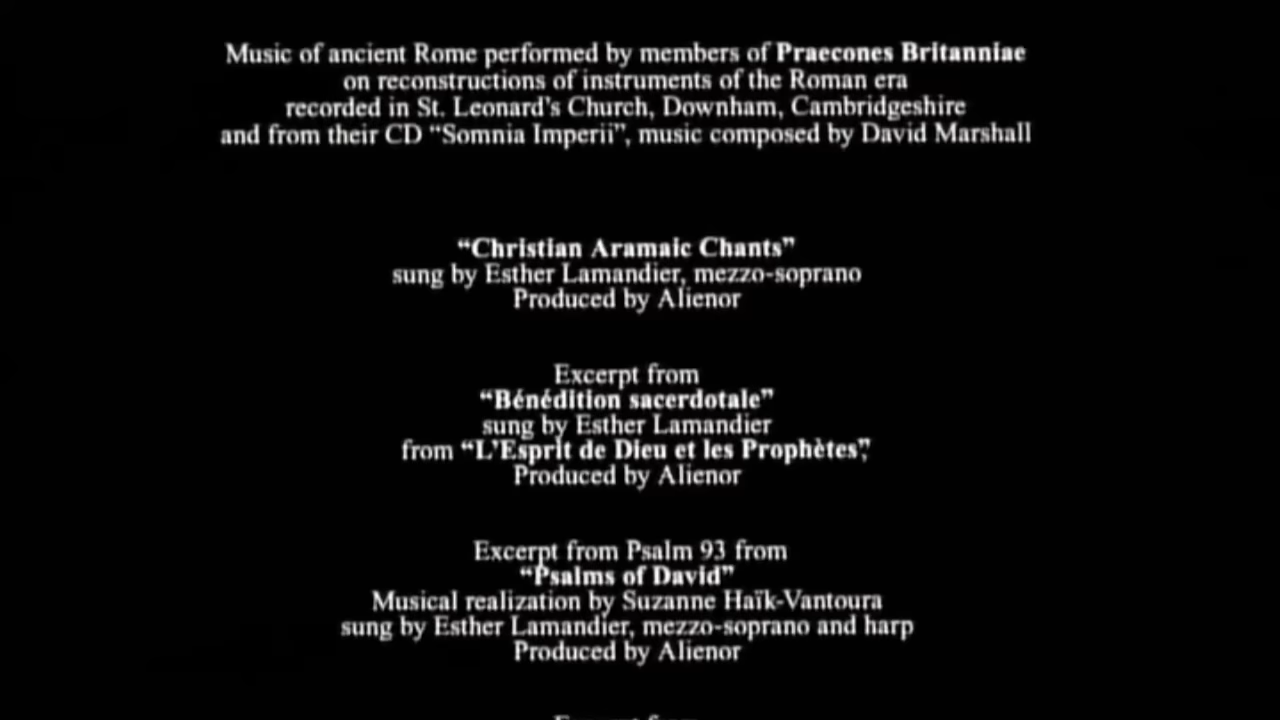 Music of ancient Rome performed by members of Praecones Britanniae
on reconstructions of instruments of the Roman era
recorded in St. Leonard's Church, Downham, Cambridgeshire
and from their CD “Somnia Imperii”, music composed by David Marshall
“Christian Aramaic Chants”
sung by Esther Lamandier, mezzo-soprano
Produced by Alienor
Excerpt from
“Bénédition sacerdotale”
sung by Esther Lamandier
from “L'Esprit de Dieu et les Prophètes”,
Produced by Alienor
Excerpt from Psalm 93 from
“Psalms of David”
Musical realization by Suzanne Haïk-Vantoura
sung by Esther Lamandier, mezzo-soprano and harp
Produced by Alienor